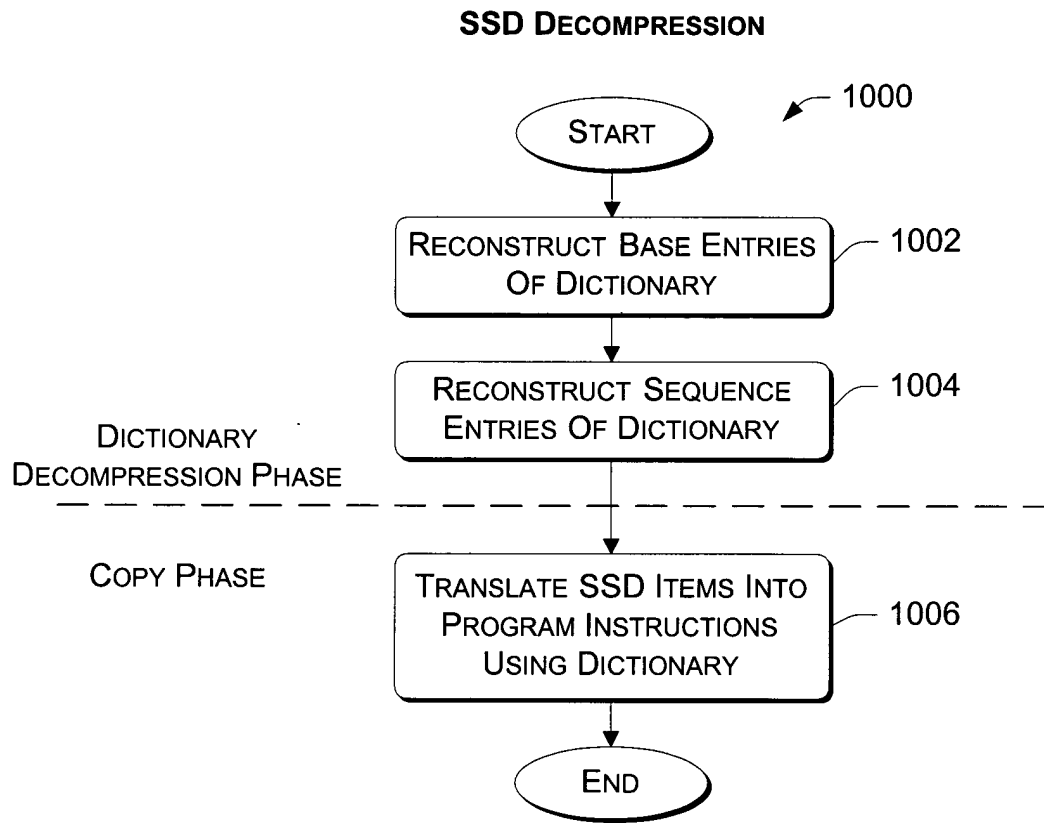 SSD DECOMPRESSION
1000
START
RECONSTRUCT BASE ENTRIES
OF DICTIONARY
1002
RECONSTRUCT SEQUENCE
ENTRIES OF DICTIONARY
1004
DICTIONARY
DECOMPRESSION PHASE
COPY PHASE
TRANSLATE SSD ITEMS INTO
PROGRAM INSTRUCTIONS
USING DICTIONARY
1006
END